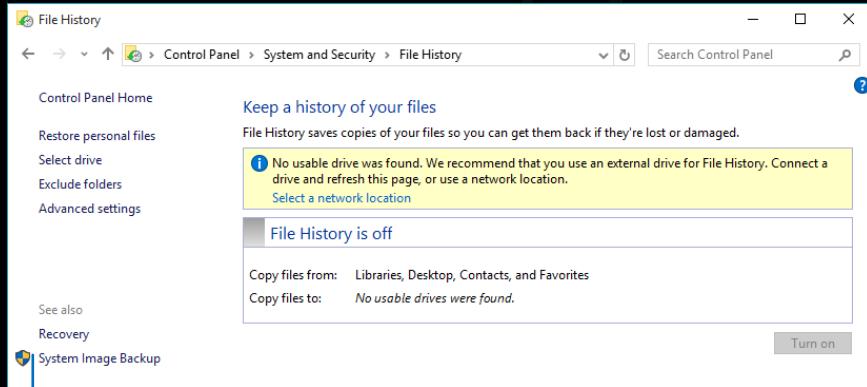 File History
Control Panel > System and Security > File History
Search Control Panel
Control Panel Home
Restore personal files
Select drive
Exclude folders
Advanced settings
See also
Recovery
System Image Backup
Keep a history of your files
File History saves copies of your files so you can get them back if they're lost or damaged.
No usable drive was found. We recommend that you use an external drive for File History. Connect a
drive and refresh this page, or use a network location.
Select a network location
File History is off
Copy files from: Libraries, Desktop, Contacts, and Favorites
Copy files to: No usable drives were found.
Turn on